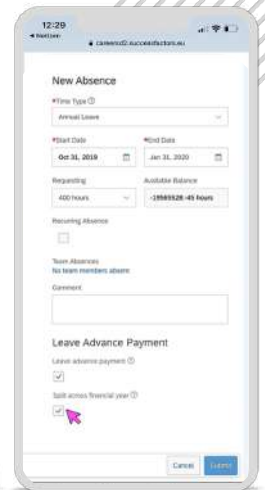 12:29
careersd2.successfactors.eu
New Absence
*Time Type
Annual Leave
*Start Date *End Date
Oct 31, 2019 Jan 31, 2020
Requesting Available Balance
400 hours
Recurring Absence
Team Absences
No team members absent
Comment
Leave Advance Payment
Leave advance payment
Split across financial year
Cancel Submit